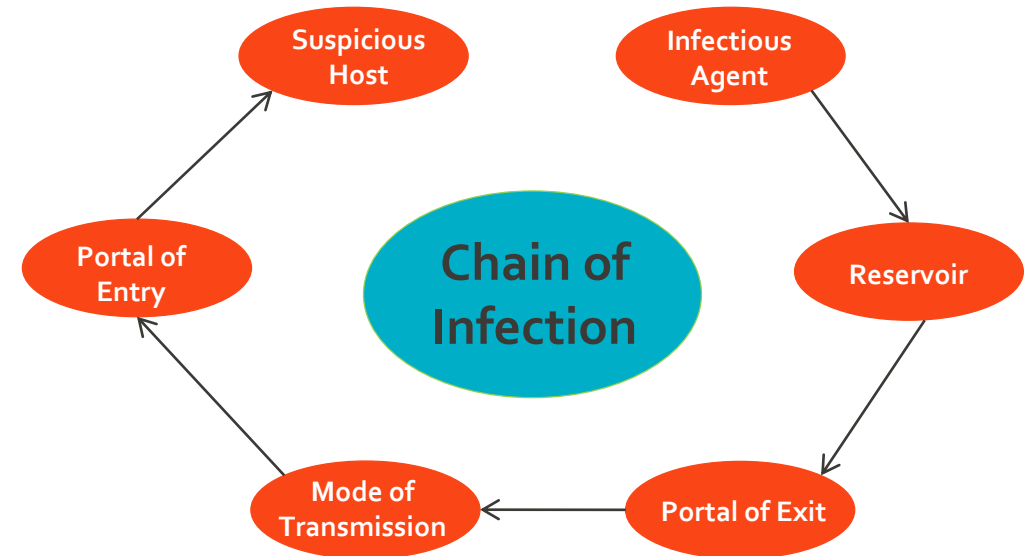 Suspicious
Host
Infectious
Agent
Portal of
Entry
Chain of
Infection
Reservoir
Mode of
Transmission
Portal of Exit